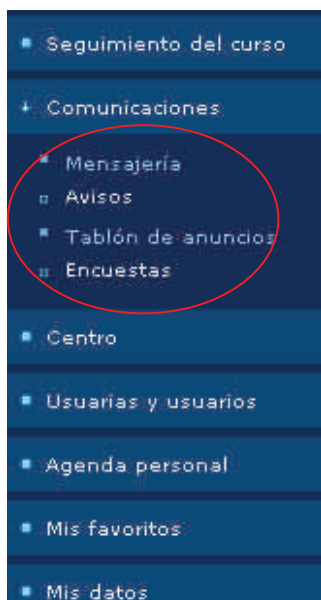 Seguimiento del curso
Comunicaciones
Mensajería
Avisos
Tablón de anuncios
Encuestas
Centro
Usuarias y usuarios
Agenda personal
Mis favoritos
Mis datos